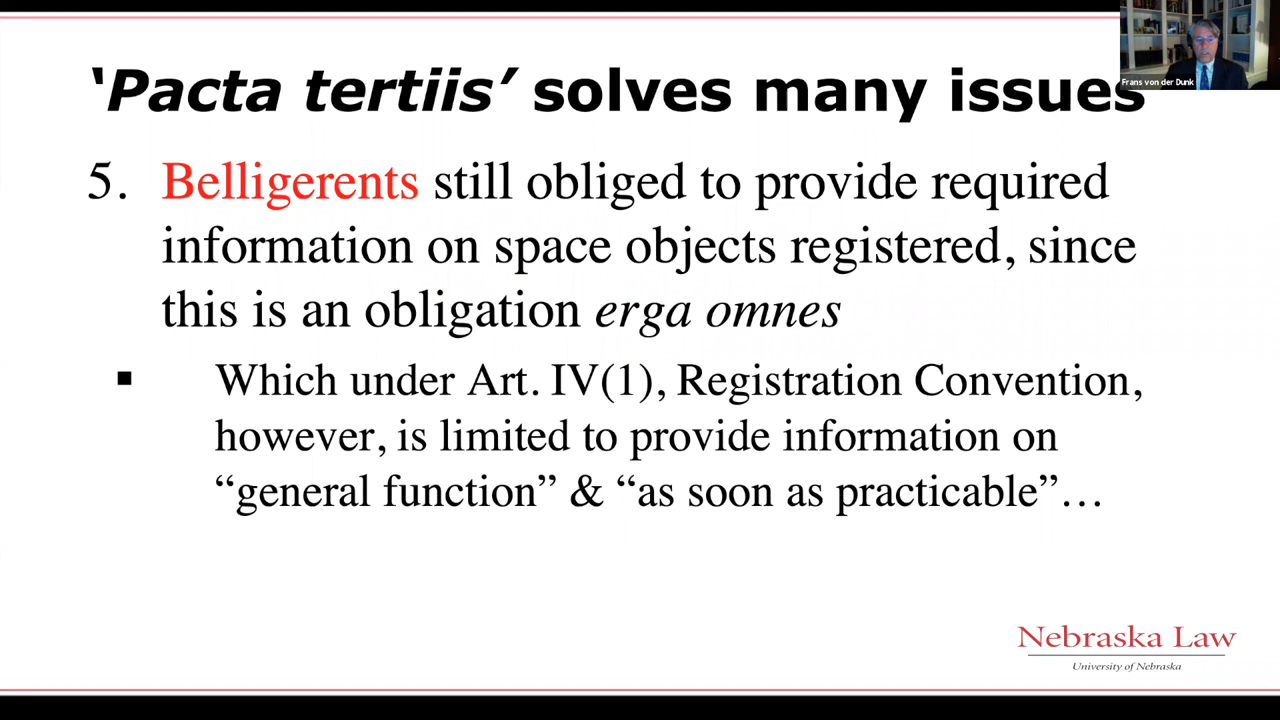 ‘Pacta tertiis’ solves many issues
Frans von der Dunk
5. Belligerents still obliged to provide required
information on space objects registered, since
this is an obligation erga omnes
▪ Which under Art. IV(1), Registration Convention,
however, is limited to provide information on
“general function” & “as soon as practicable”…
Nebraska Law
University of Nebraska